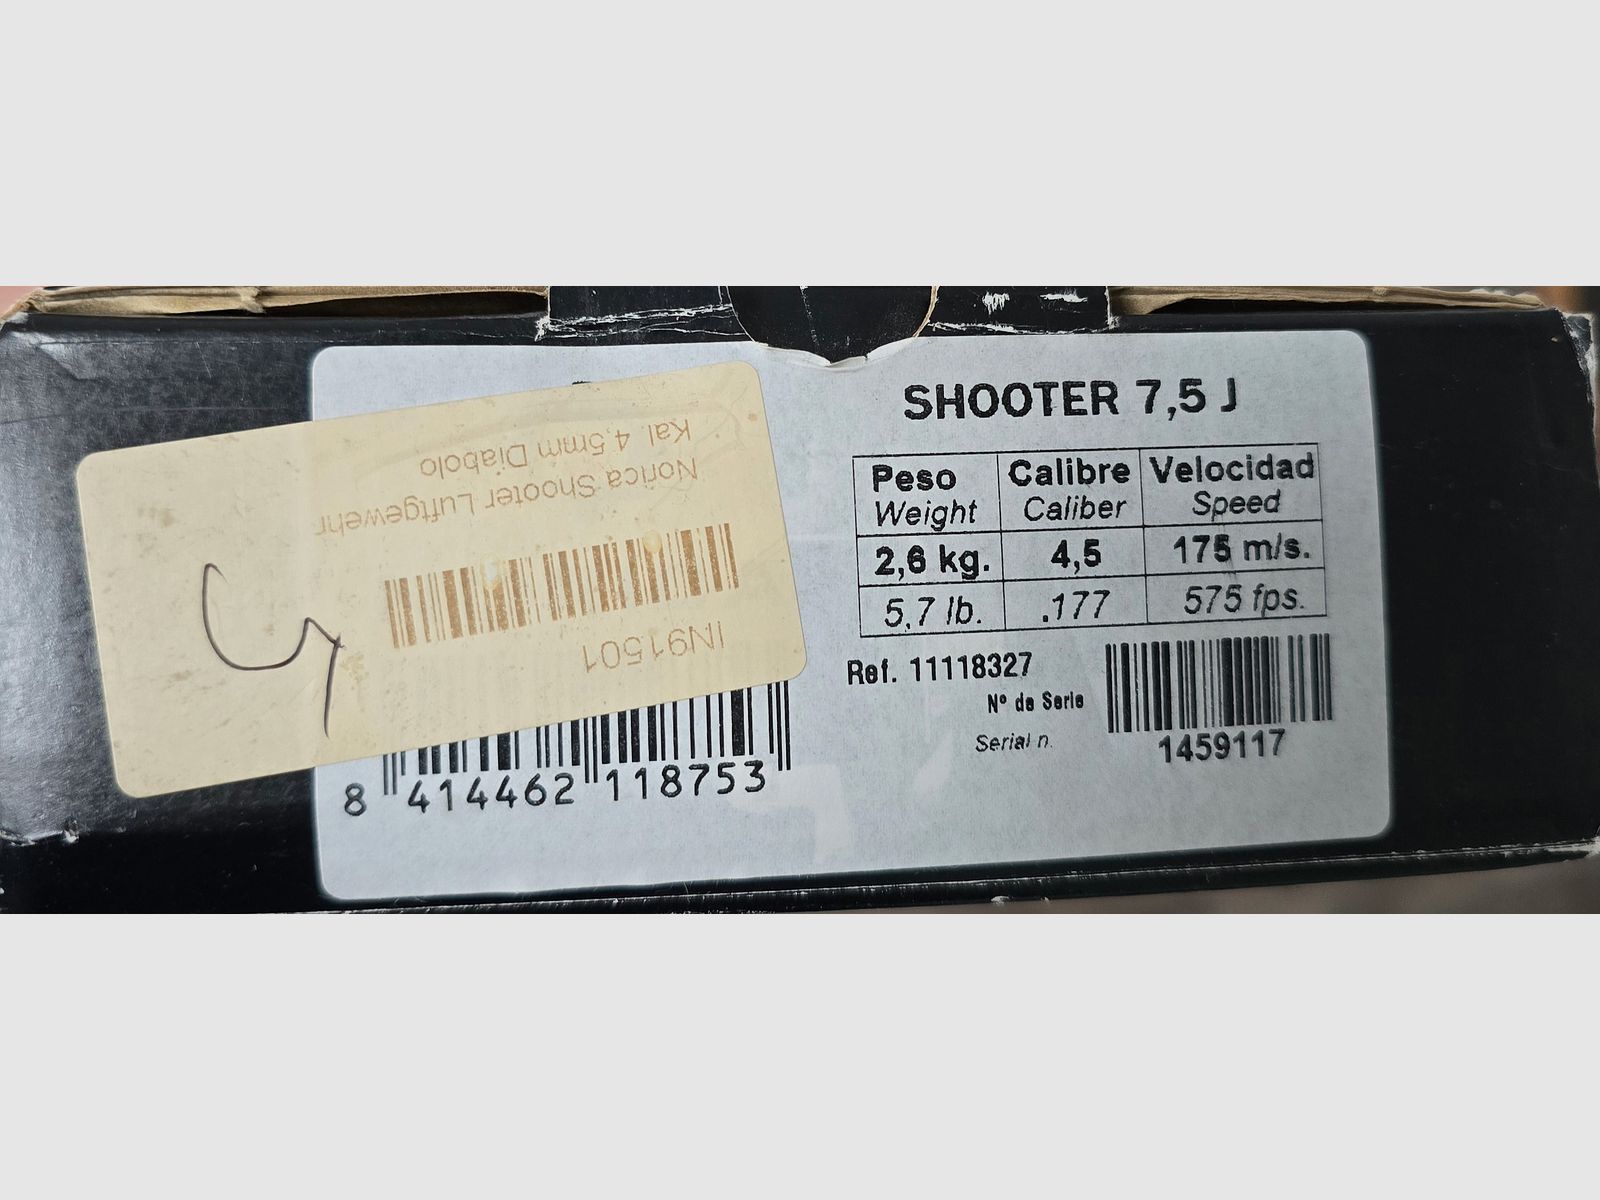 Norica Shooter Luftgewehr
Kal. 4,5mm Diabolo
IN91501
8 414462 118753
SHOOTER 7,5 J
Peso Calibre Velocidad
Weight Caliber Speed
2,6 kg. 4,5 175 m/s.
5,7 lb. .177 575 fps.
Ref. 11118327
Nº de Serie
Serial n.
1459117